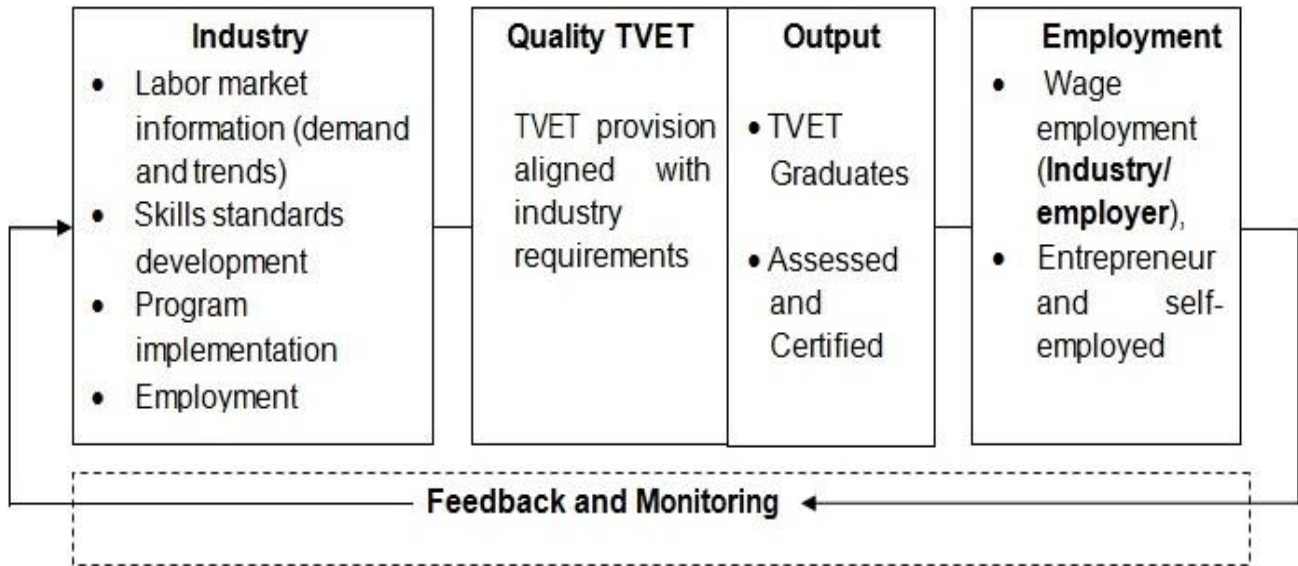 Industry
• Labor market
information (demand
and trends)
• Skills standards
development
• Program
implementation
• Employment
Quality TVET
TVET provision
aligned with
industry
requirements
Output
• TVET
Graduates
• Assessed
and
Certified
Employment
• Wage
employment
(Industry/
employer),
• Entrepreneur
and self-
employed
Feedback and Monitoring